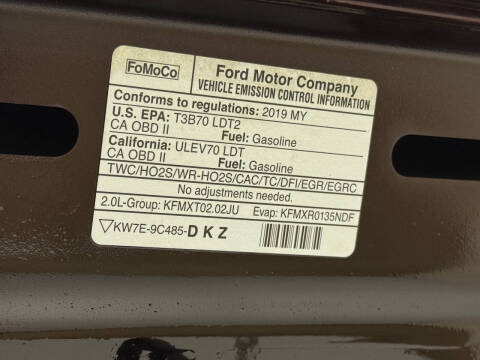 FoMoCo
Ford Motor Company
VEHICLE EMISSION CONTROL INFORMATION
Conforms to regulations: 2019 MY
U.S. EPA: T3B70 LDT2
CA OBD II Fuel: Gasoline
California: ULEV70 LDT
CA OBD II Fuel: Gasoline
TWC/HO2S/WR-HO2S/CAC/TC/DFI/EGR/EGRC
No adjustments needed.
2.0L-Group: KFMXT02.02JU Evap: KFMXR0135NDF
▽KW7E-9C485-DKZ